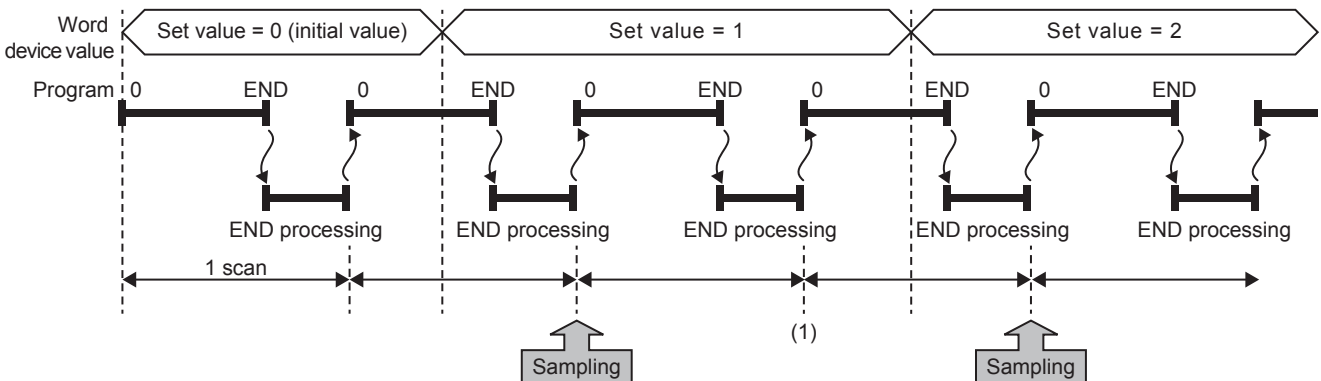 Word
device value
Set value = 0 (initial value)
Set value = 1
Set value = 2
Program
0
END
0
END
0
END
0
END
0
END
END processing
END processing
END processing
END processing
END processing
1 scan
(1)
Sampling
Sampling